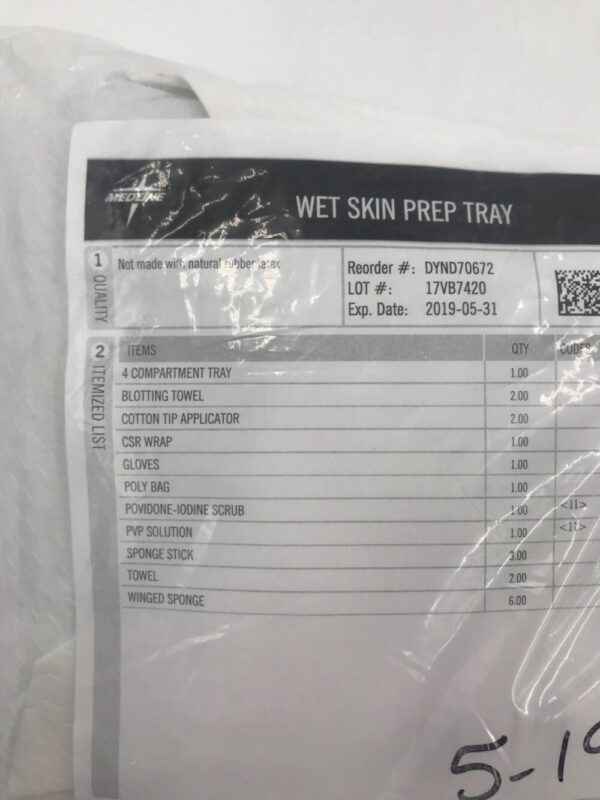 MEDLINE
WET SKIN PREP TRAY
1 QUALITY
Not made with natural rubber latex
Reorder #: DYND70672
LOT #: 17VB7420
Exp. Date: 2019-05-31
2 ITEMIZED LIST
ITEMS QTY CODES
4 COMPARTMENT TRAY 1.00
BLOTTING TOWEL 2.00
COTTON TIP APPLICATOR 2.00
CSR WRAP 1.00
GLOVES 1.00
POLY BAG 1.00
POVIDONE-IODINE SCRUB 1.00 <11>
PVP SOLUTION 1.00 <11>
SPONGE STICK 3.00
TOWEL 2.00
WINGED SPONGE 6.00
5-19